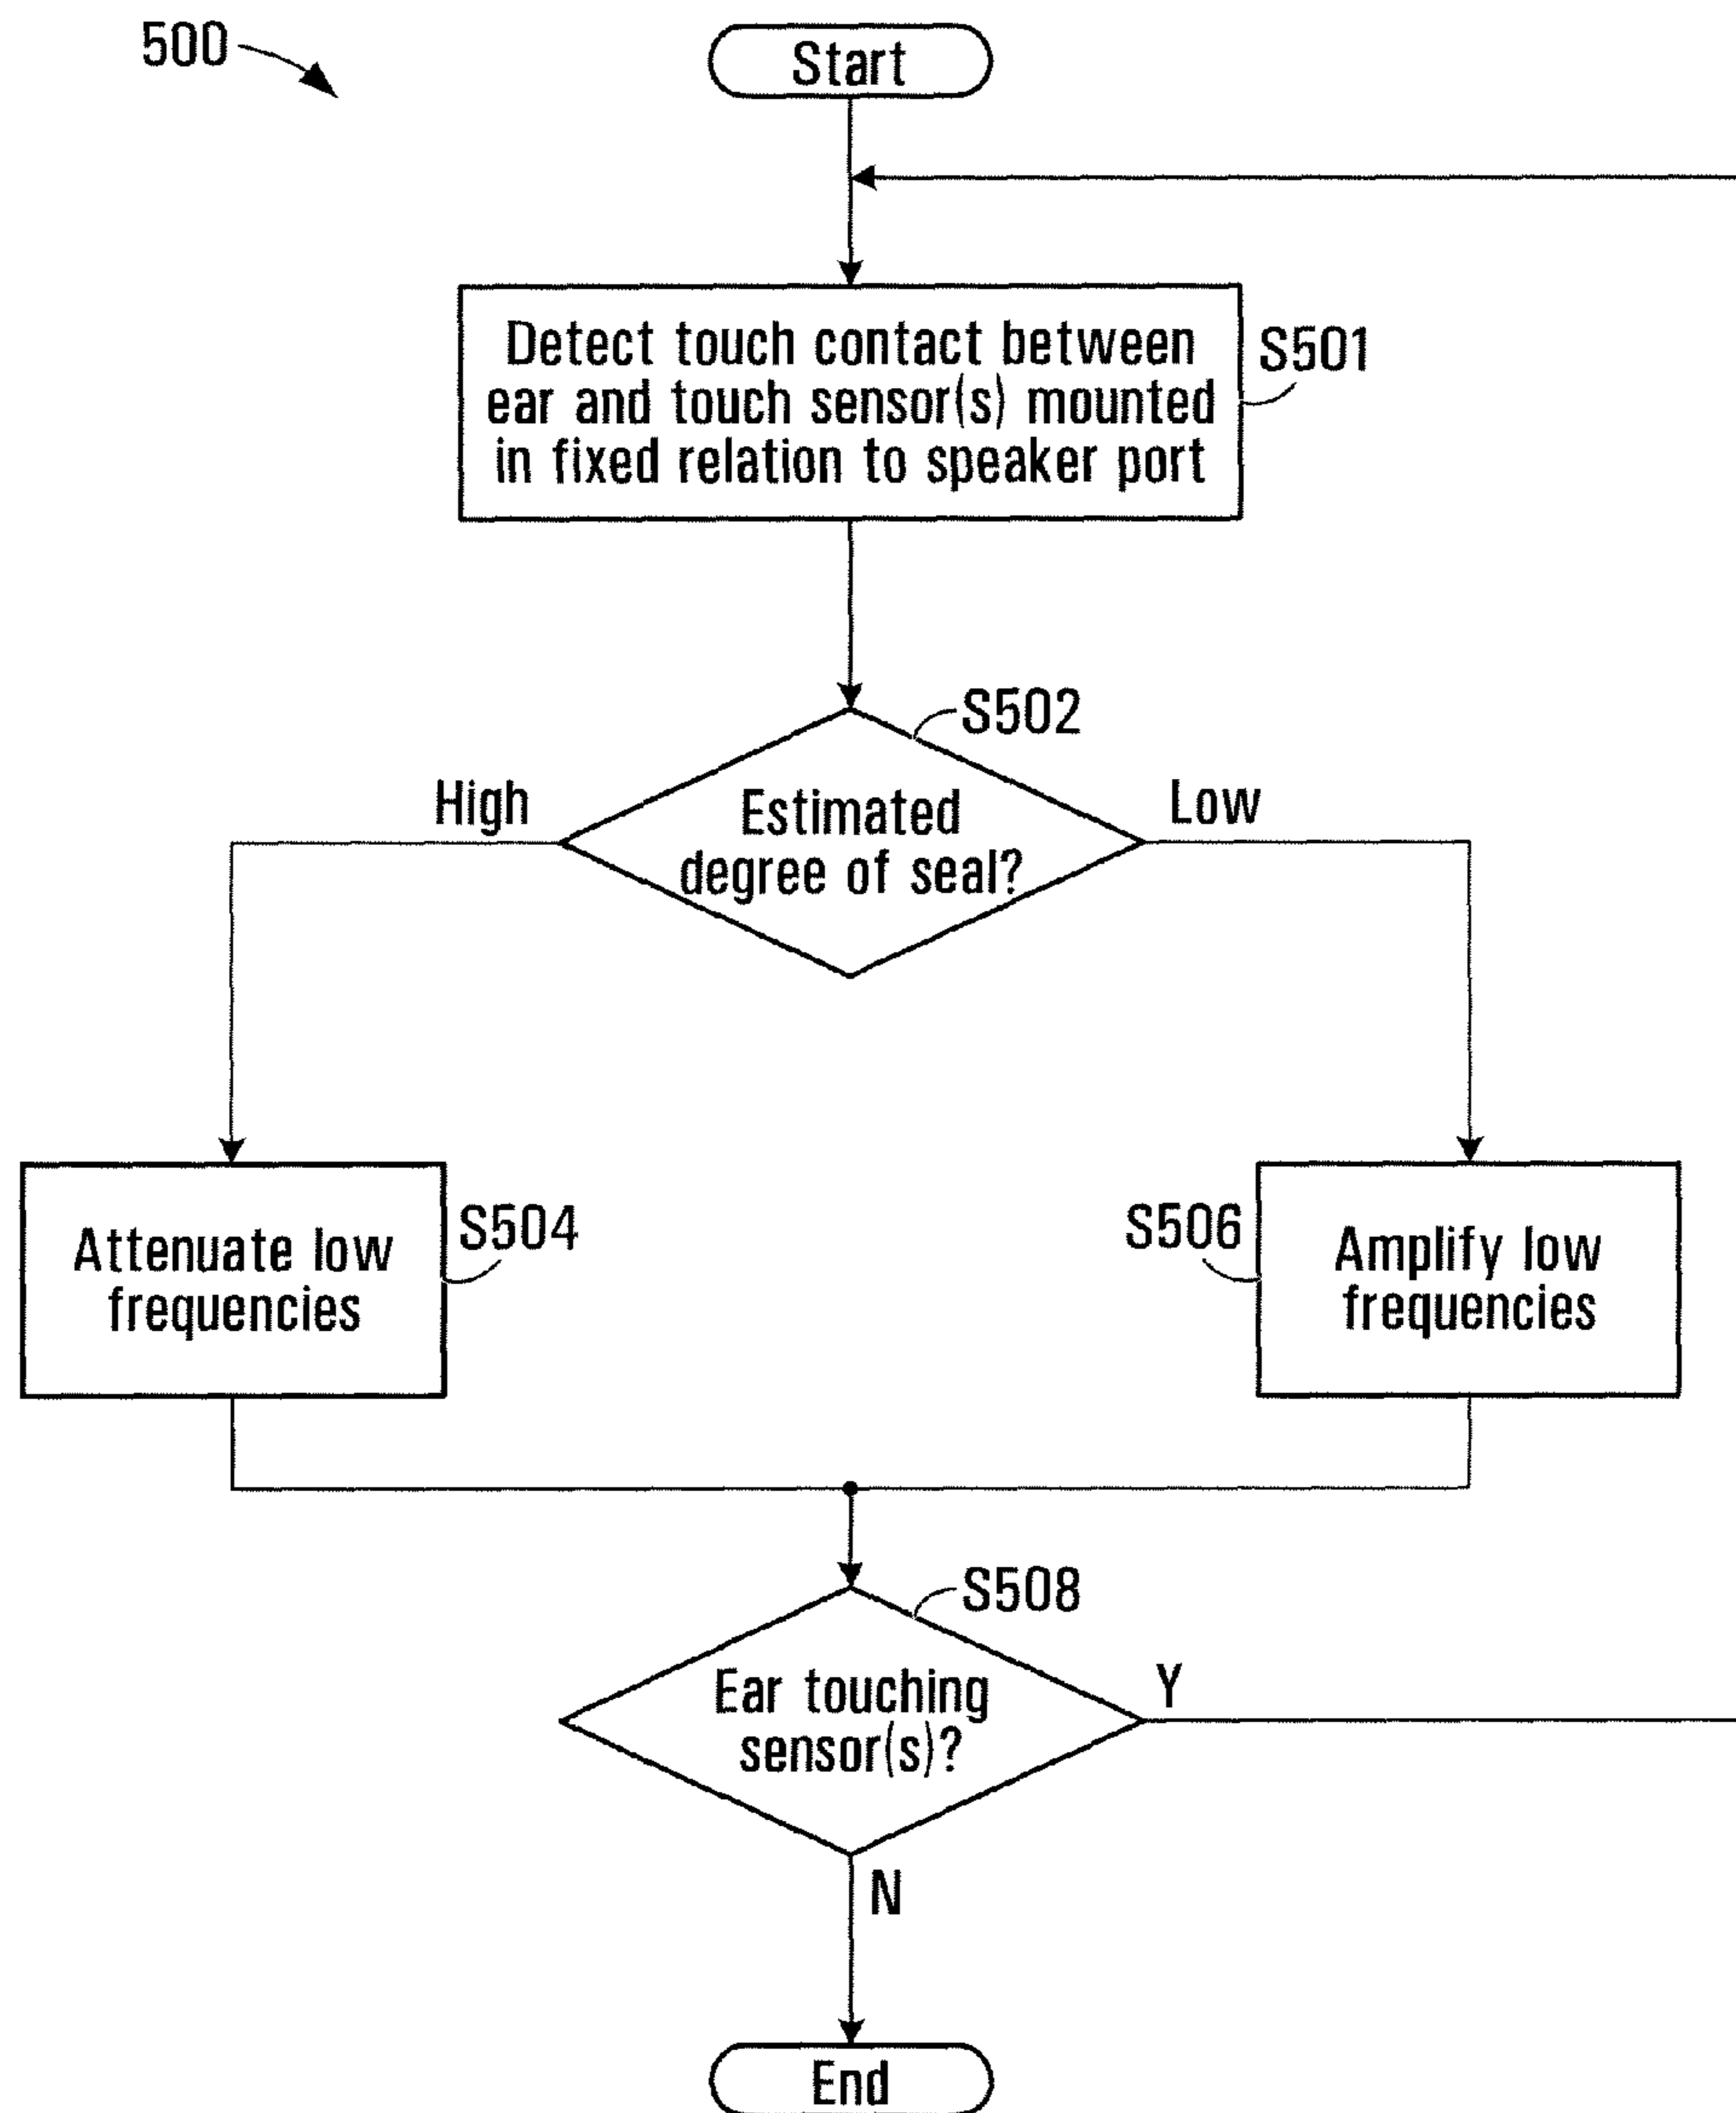 500
Start
Detect touch contact between
ear and touch sensor(s) mounted
in fixed relation to speaker port
S501
S502
High
Low
Estimated
degree of seal?
Attenuate low
frequencies
S504
S506
Amplify low
frequencies
S508
Ear touching
sensor(s)?
Y
N
End